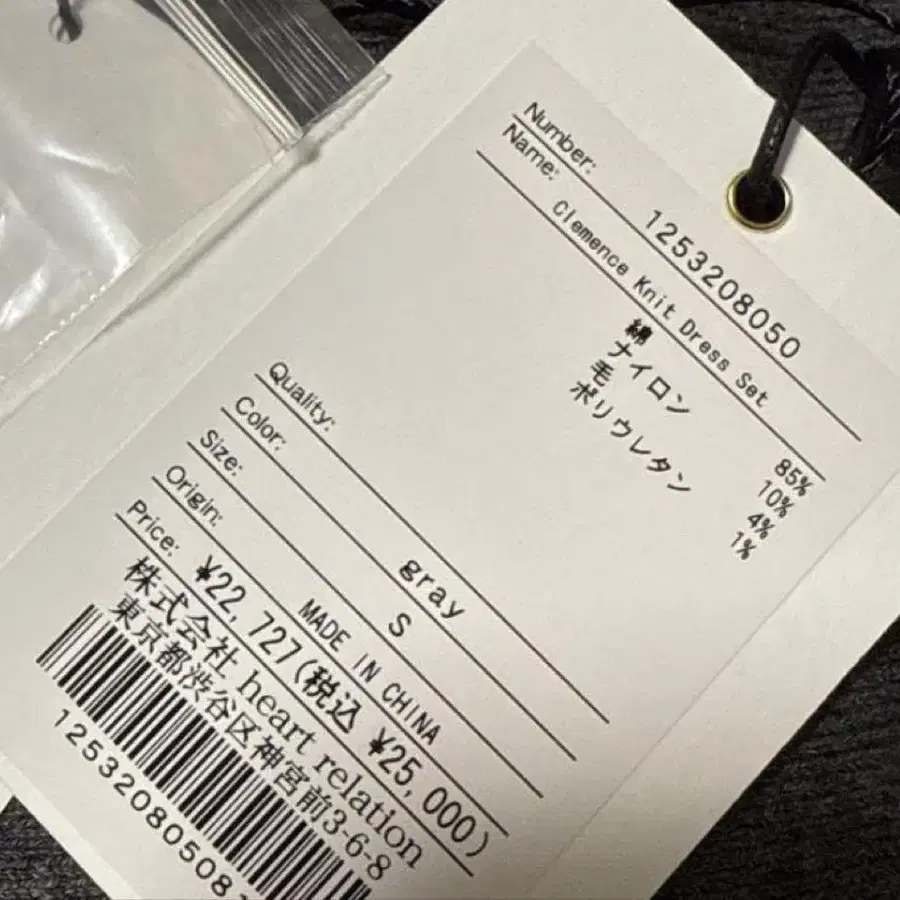 Number: 1253208050
Name: Clemence Knit Dress Set
綿 85%
ナイロン 10%
毛 4%
ポリウレタン 1%
Quality:
Color: gray
Size: S
Origin: MADE IN CHINA
Price: ¥22,727(税込 ¥25,000)
株式会社 heart relation
東京都渋谷区神宮前3-6-8
12532080508